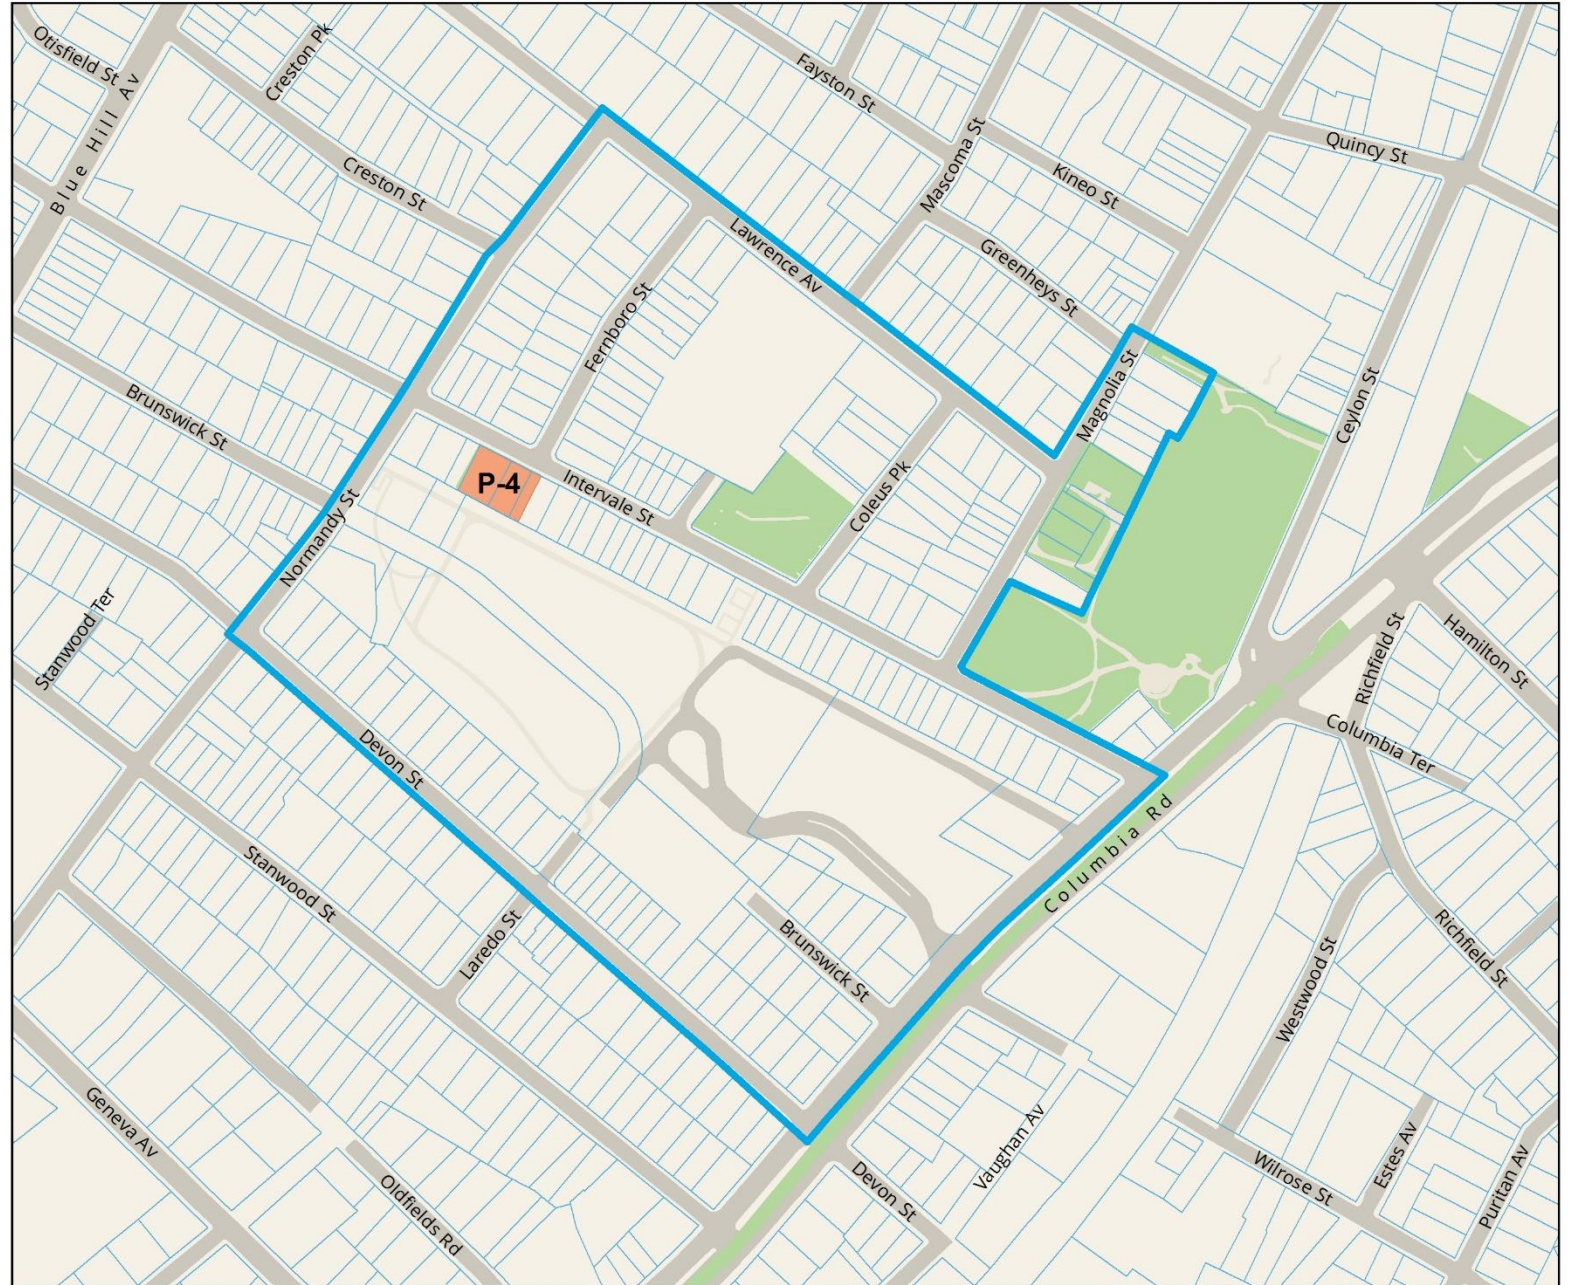 Otisfield St
Creston Pk
Blue Hill Av
Creston St
Fayston St
Mascoma St
Kineo St
Quincy St
Greenheys St
Lawrence Av
Fernboro St
Magnolia St
Ceylon St
Brunswick St
P-4
Intervale St
Coleus Pk
Normandy St
Stanwood Ter
Richfield St
Hamilton St
Columbia Ter
Devon St
Columbia Rd
Stanwood St
Laredo St
Brunswick St
Richfield St
Westwood St
Geneva Av
Vaughan Av
Oldfields Rd
Devon St
Wilrose St
Estes Av
Puritan Av